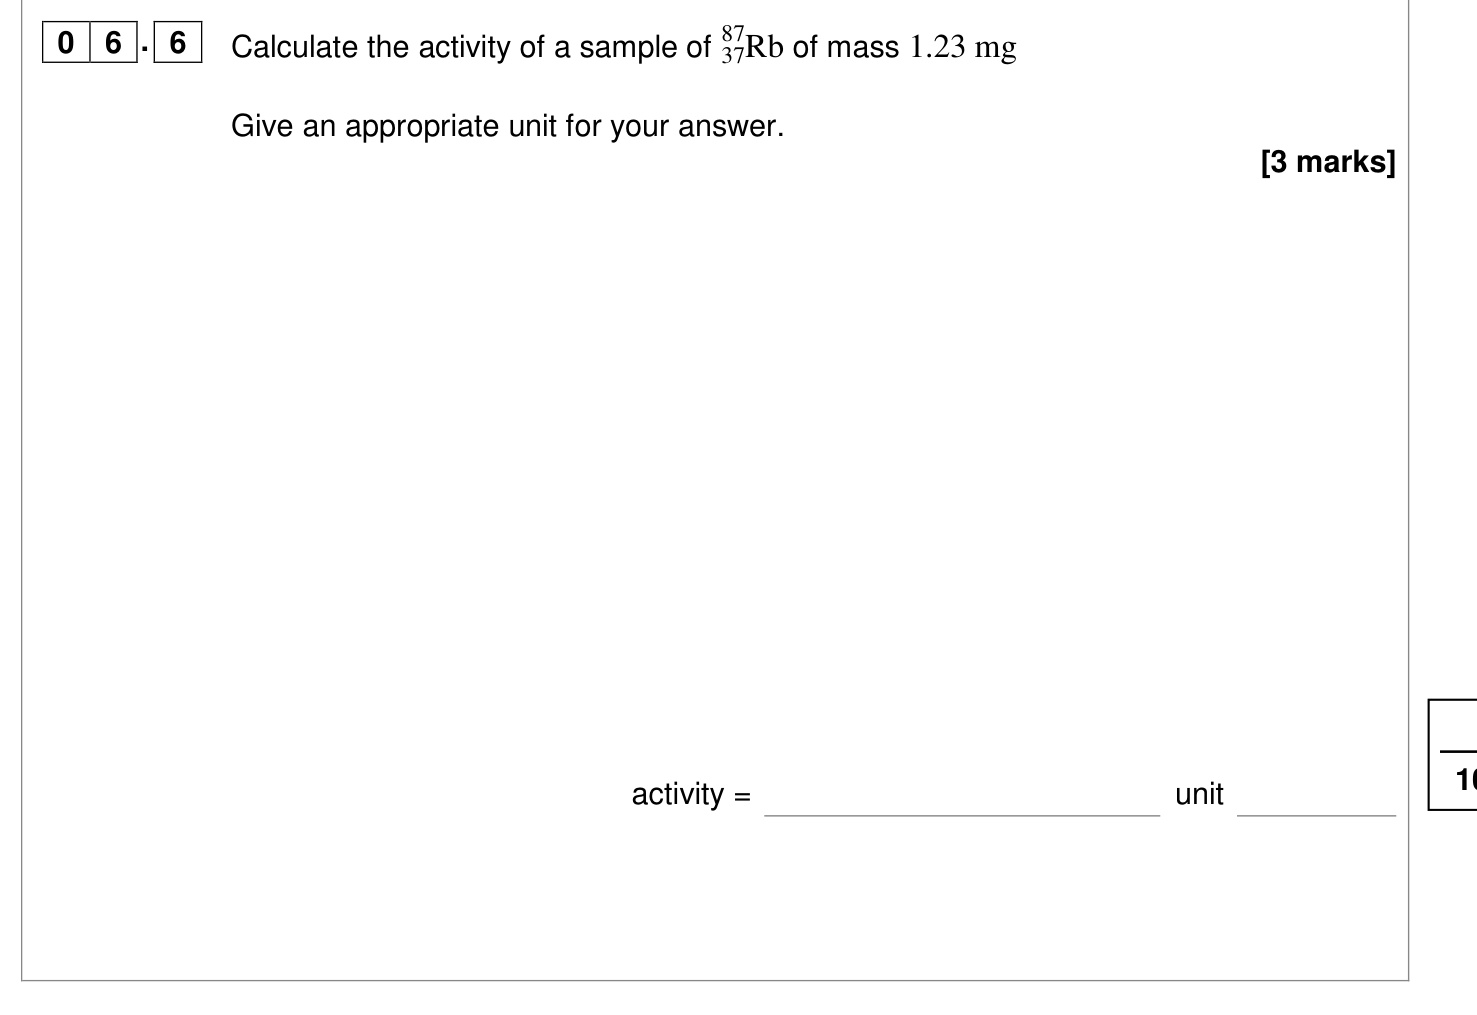 0 6 . 6 Calculate the activity of a sample of ⁸⁷₃₇Rb of mass 1.23 mg
Give an appropriate unit for your answer.
[3 marks]
activity = unit